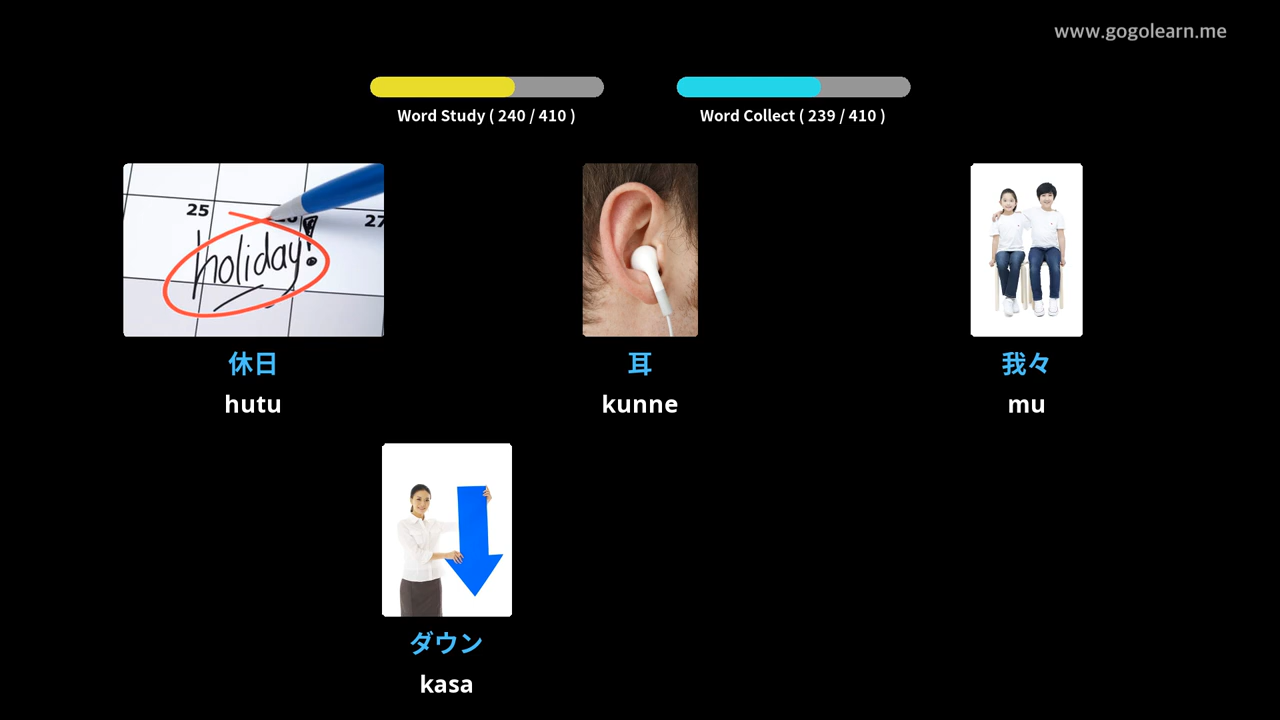 www.gogolearn.me
Word Study ( 240 / 410 )
Word Collect ( 239 / 410 )
25
27
holiday!
休日
hutu
耳
kunne
我々
mu
ダウン
kasa